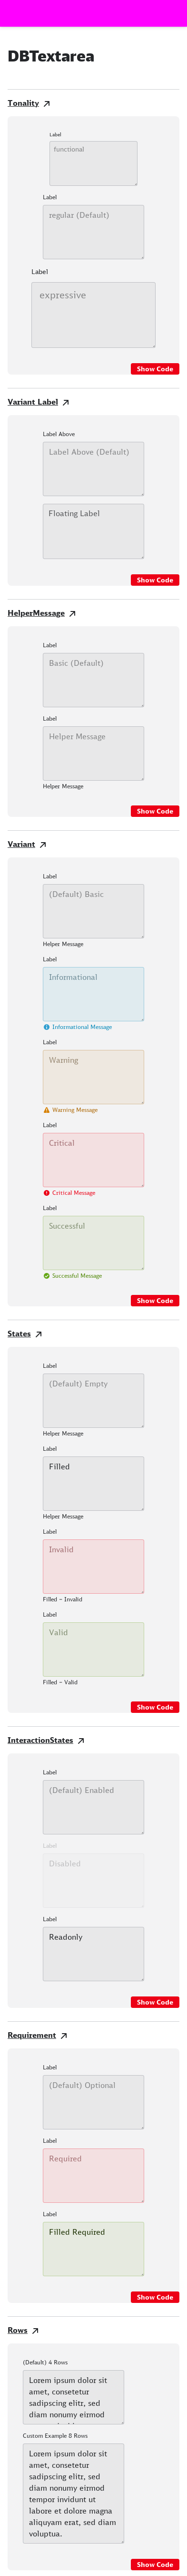 DBTextarea
Tonality
Label
functional
Label
regular (Default)
Label
expressive
Show Code
Variant Label
Label Above
Label Above (Default)
Floating Label
Show Code
HelperMessage
Label
Basic (Default)
Label
Helper Message
Helper Message
Show Code
Variant
Label
(Default) Basic
Helper Message
Label
Informational
Informational Message
Label
Warning
Warning Message
Label
Critical
Critical Message
Label
Successful
Successful Message
Show Code
States
Label
(Default) Empty
Helper Message
Label
Filled
Helper Message
Label
Invalid
Filled – Invalid
Label
Valid
Filled – Valid
Show Code
InteractionStates
Label
(Default) Enabled
Label
Disabled
Label
Readonly
Show Code
Requirement
Label
(Default) Optional
Label
Required
Label
Filled Required
Show Code
Rows
(Default) 4 Rows
Lorem ipsum dolor sit
amet, consetetur
sadipscing elitr, sed
diam nonumy eirmod
Custom Example 8 Rows
Lorem ipsum dolor sit
amet, consetetur
sadipscing elitr, sed
diam nonumy eirmod
tempor invidunt ut
labore et dolore magna
aliquyam erat, sed diam
voluptua.
Show Code